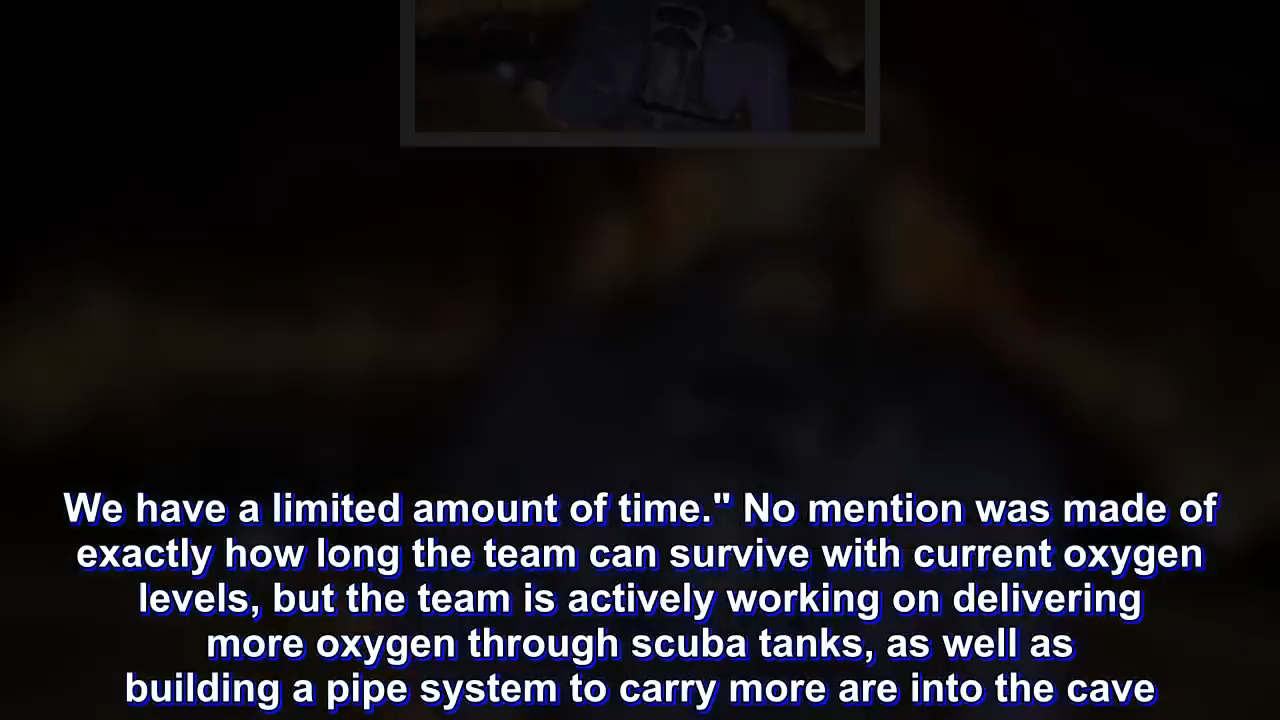 We have a limited amount of time." No mention was made of
exactly how long the team can survive with current oxygen
levels, but the team is actively working on delivering
more oxygen through scuba tanks, as well as
building a pipe system to carry more are into the cave